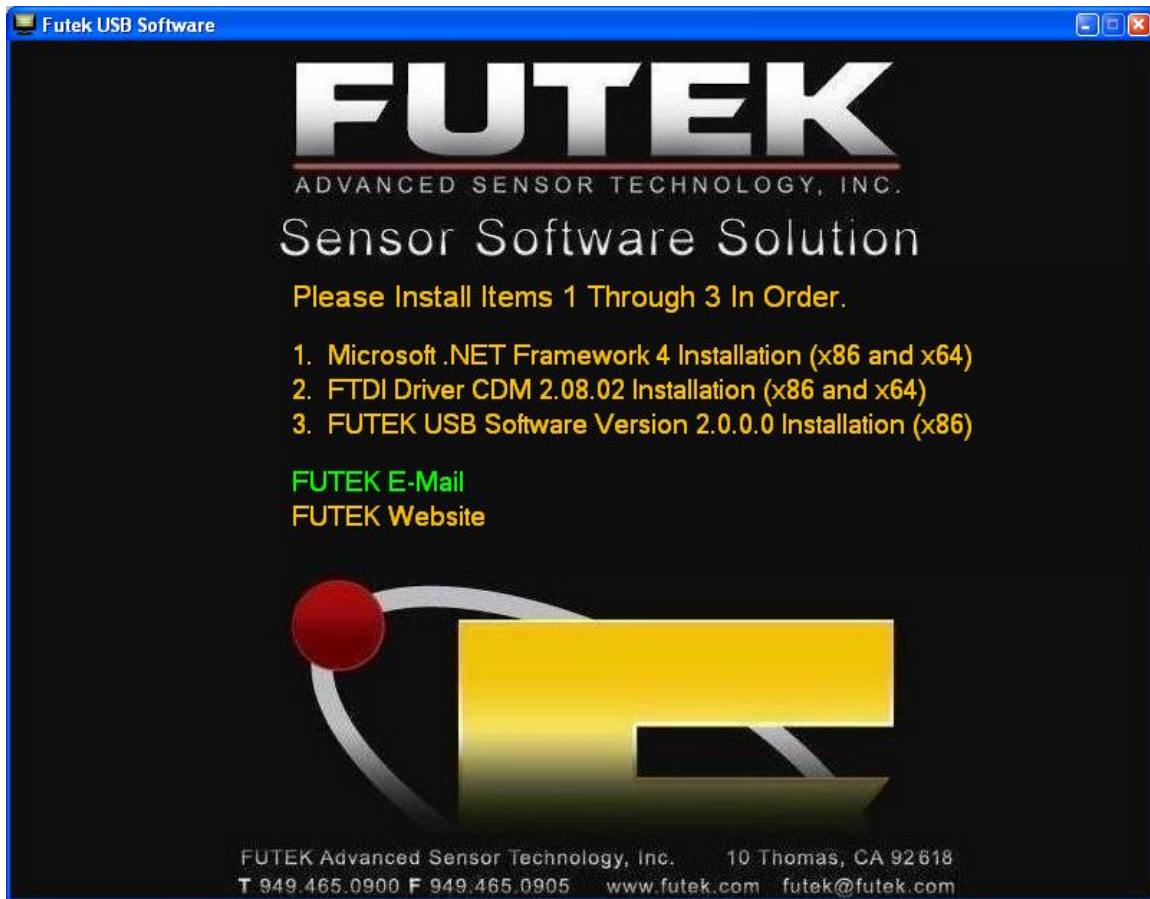 Futek USB Software
FUTEK
ADVANCED SENSOR TECHNOLOGY, INC.
Sensor Software Solution
Please Install Items 1 Through 3 In Order.
1. Microsoft .NET Framework 4 Installation (x86 and x64)
2. FTDI Driver CDM 2.08.02 Installation (x86 and x64)
3. FUTEK USB Software Version 2.0.0.0 Installation (x86)
FUTEK E-Mail
FUTEK Website
FUTEK Advanced Sensor Technology, Inc. 10 Thomas, CA 92618
T 949.465.0900 F 949.465.0905 www.futek.com futek@futek.com